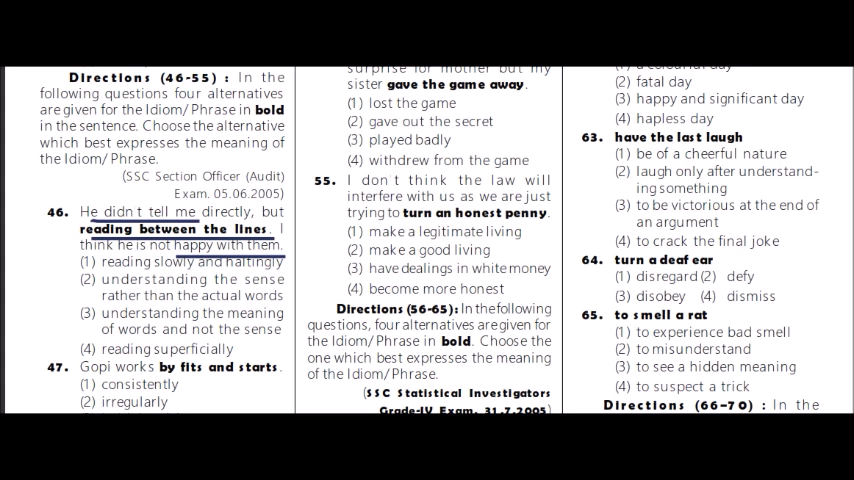 Directions (46-55) : In the
following questions four alternatives
are given for the Idiom/Phrase in bold
in the sentence. Choose the alternative
which best expresses the meaning of
the Idiom/Phrase.
(SSC Section Officer (Audit)
Exam. 05.06.2005)
46. He didn't tell me directly, but
reading between the lines. I
think he is not happy with them.
(1) reading slowly and haltingly
(2) understanding the sense
rather than the actual words
(3) understanding the meaning
of words and not the sense
(4) reading superficially
47. Gopi works by fits and starts.
(1) consistently
(2) irregularly
surprise for mother but my
sister gave the game away.
(1) lost the game
(2) gave out the secret
(3) played badly
(4) withdrew from the game
55. I don't think the law will
interfere with us as we are just
trying to turn an honest penny.
(1) make a legitimate living
(2) make a good living
(3) have dealings in white money
(4) become more honest
Directions (56-65): In the following
questions, four alternatives are given for
the Idiom/Phrase in bold. Choose the
one which best expresses the meaning
of the Idiom/Phrase.
(SSC Statistical Investigators
Grade-IV Exam. 31.7.2005)
(1) a colourful day
(2) fatal day
(3) happy and significant day
(4) hapless day
63. have the last laugh
(1) be of a cheerful nature
(2) laugh only after understand-
ing something
(3) to be victorious at the end of
an argument
(4) to crack the final joke
64. turn a deaf ear
(1) disregard (2) defy
(3) disobey (4) dismiss
65. to smell a rat
(1) to experience bad smell
(2) to misunderstand
(3) to see a hidden meaning
(4) to suspect a trick
Directions (66-70) : In the